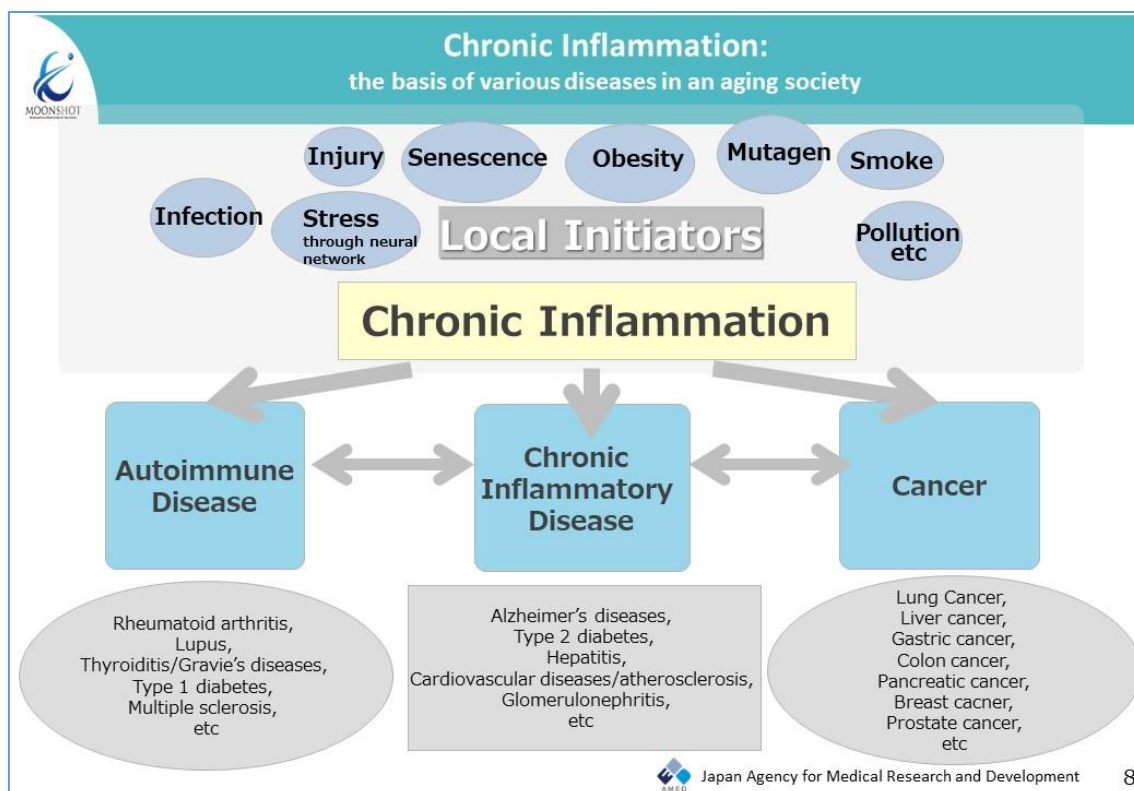 Chronic Inflammation:
the basis of various diseases in an aging society
MOONSHOT
Injury
Senescence
Obesity
Mutagen
Smoke
Infection
Stress
through neural
network
Local Initiators
Pollution
etc
Chronic Inflammation
Autoimmune
Disease
Chronic
Inflammatory
Disease
Cancer
Rheumatoid arthritis,
Lupus,
Thyroiditis/Gravie’s diseases,
Type 1 diabetes,
Multiple sclerosis,
etc
Alzheimer’s diseases,
Type 2 diabetes,
Hepatitis,
Cardiovascular diseases/atherosclerosis,
Glomerulonephritis,
etc
Lung Cancer,
Liver cancer,
Gastric cancer,
Colon cancer,
Pancreatic cancer,
Breast cacner,
Prostate cancer,
etc
AMED
Japan Agency for Medical Research and Development
8